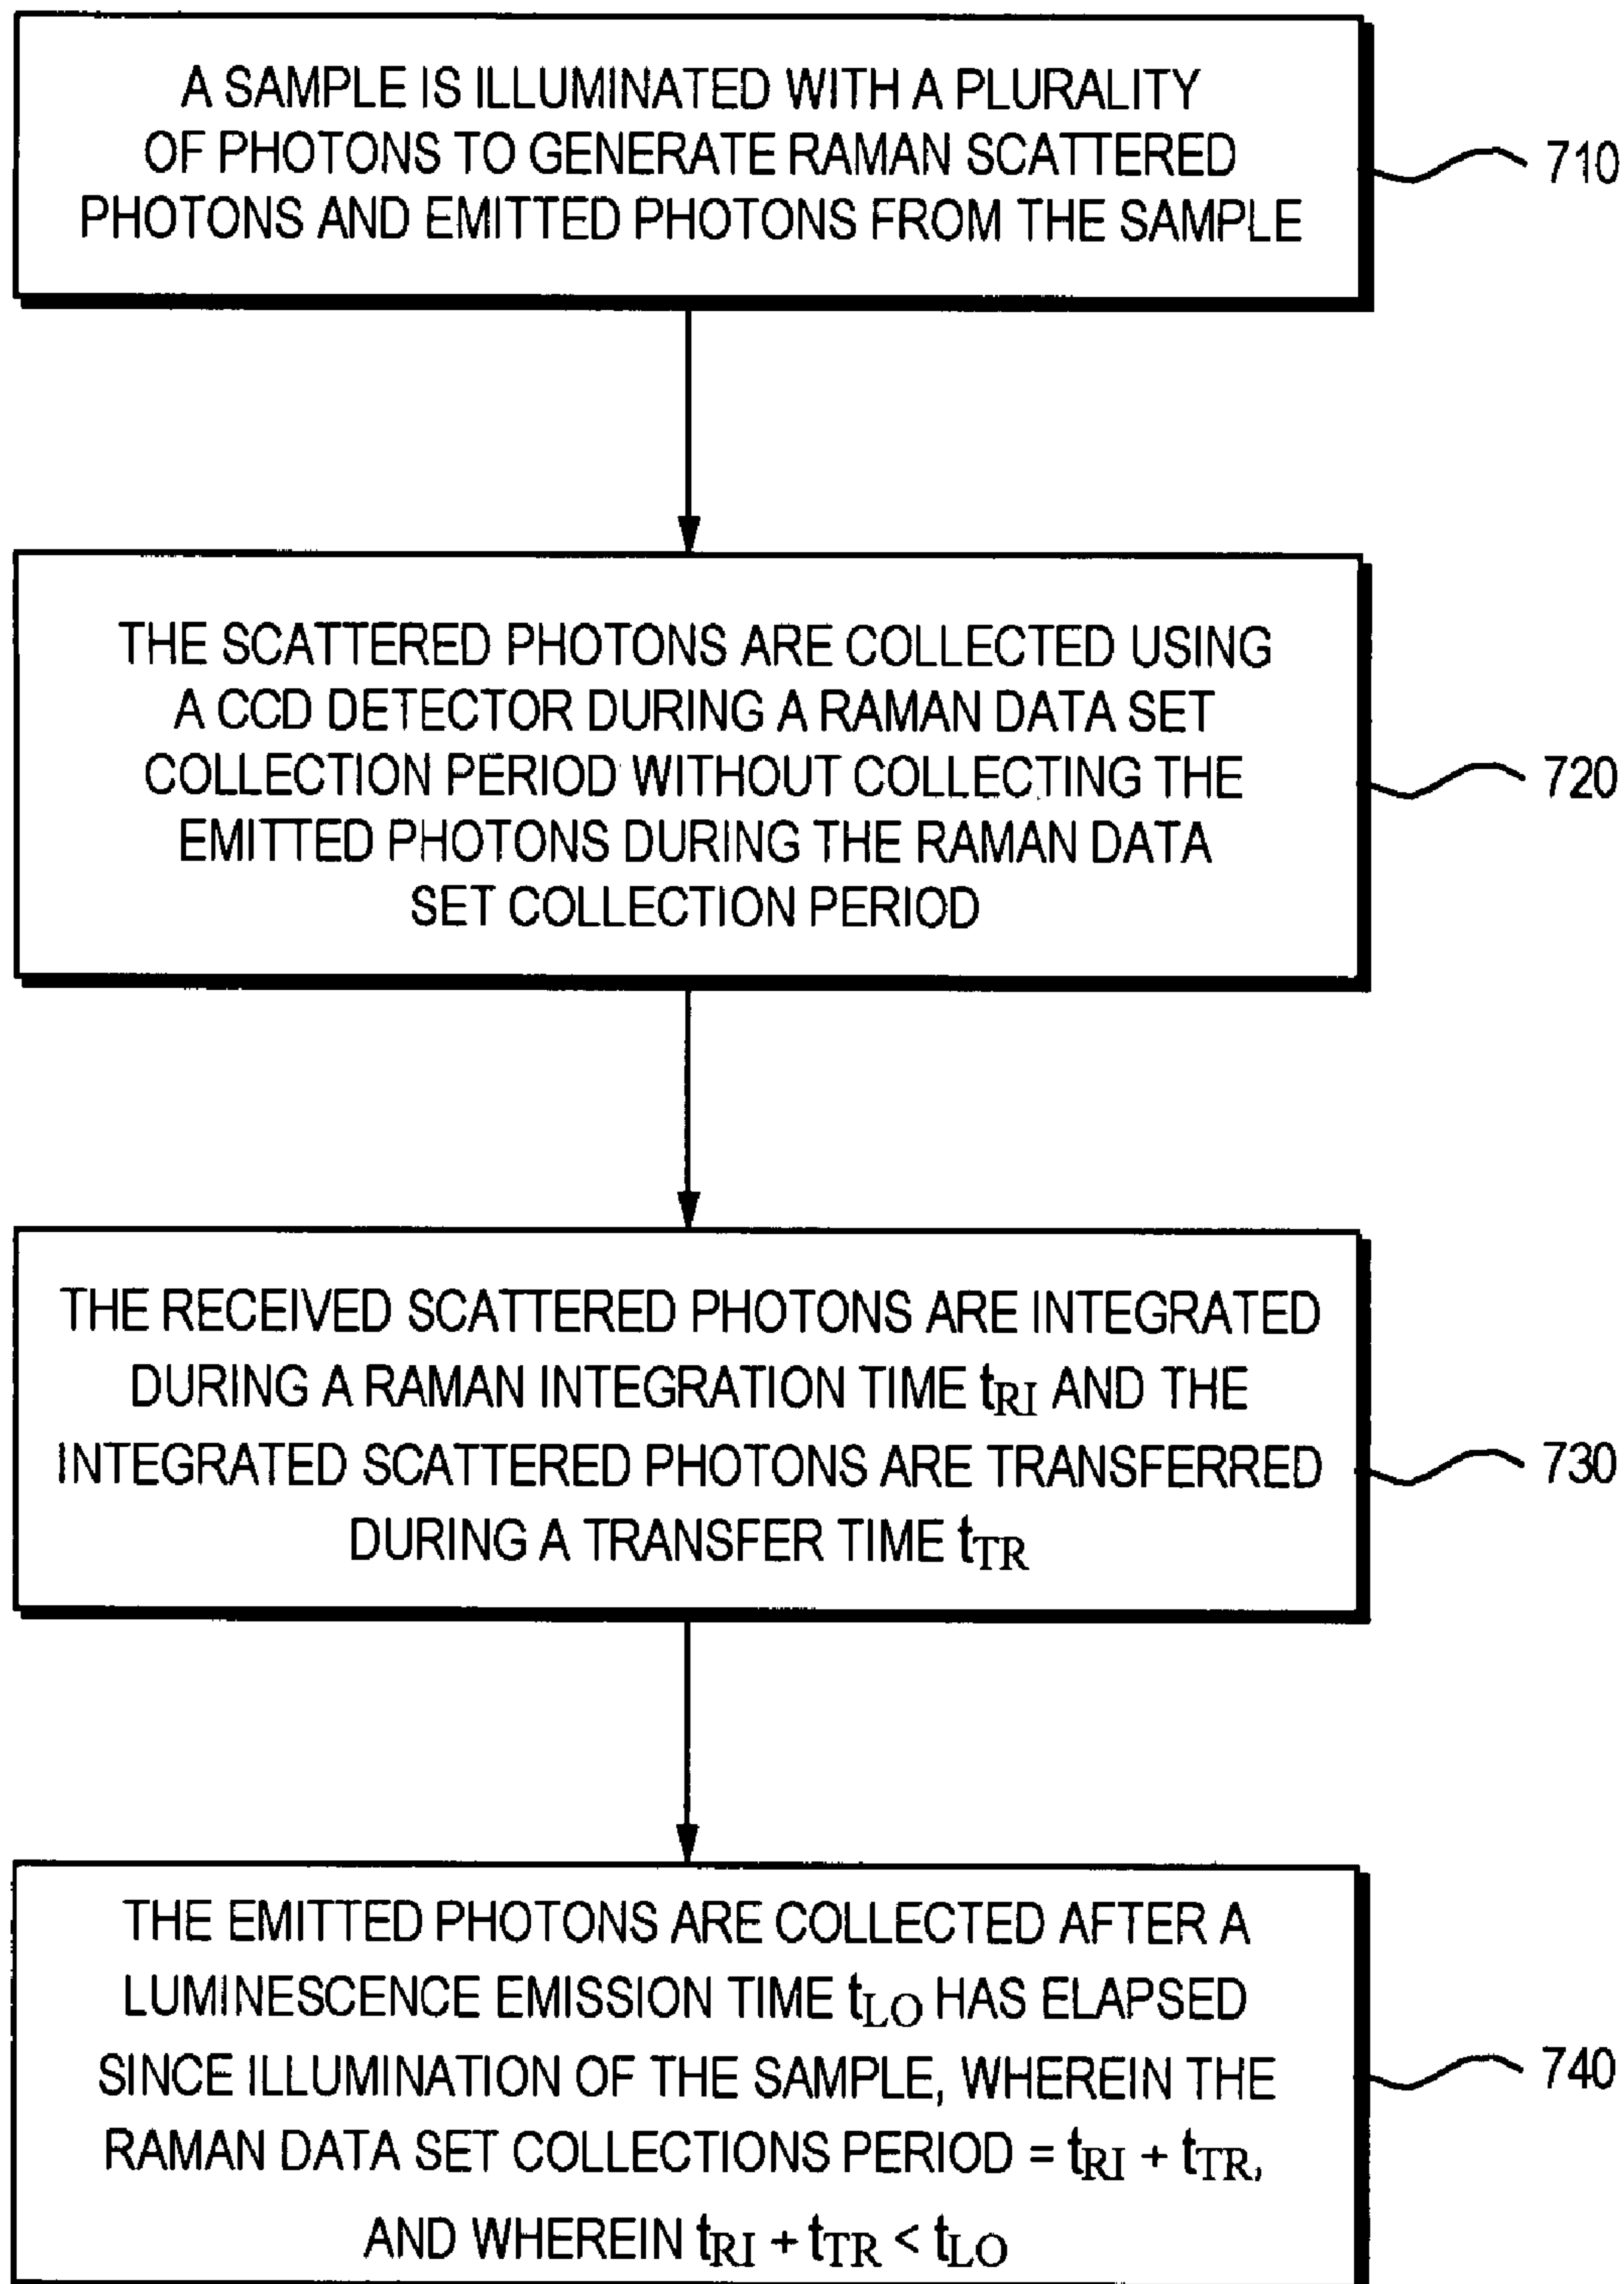 A SAMPLE IS ILLUMINATED WITH A PLURALITY
OF PHOTONS TO GENERATE RAMAN SCATTERED
PHOTONS AND EMITTED PHOTONS FROM THE SAMPLE
710
THE SCATTERED PHOTONS ARE COLLECTED USING
A CCD DETECTOR DURING A RAMAN DATA SET
COLLECTION PERIOD WITHOUT COLLECTING THE
EMITTED PHOTONS DURING THE RAMAN DATA
SET COLLECTION PERIOD
720
THE RECEIVED SCATTERED PHOTONS ARE INTEGRATED
DURING A RAMAN INTEGRATION TIME tRI AND THE
INTEGRATED SCATTERED PHOTONS ARE TRANSFERRED
DURING A TRANSFER TIME tTR
730
THE EMITTED PHOTONS ARE COLLECTED AFTER A
LUMINESCENCE EMISSION TIME tLO HAS ELAPSED
SINCE ILLUMINATION OF THE SAMPLE, WHEREIN THE
RAMAN DATA SET COLLECTIONS PERIOD = tRI + tTR,
AND WHEREIN tRI + tTR < tLO
740